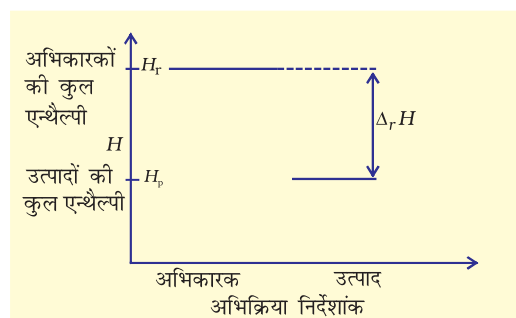 अभिकारकों
की कुल
एन्थैल्पी
Hr
H
ΔrH
उत्पादों की
कुल एन्थैल्पी
Hp
अभिकारक
उत्पाद
अभिक्रिया निर्देशांक